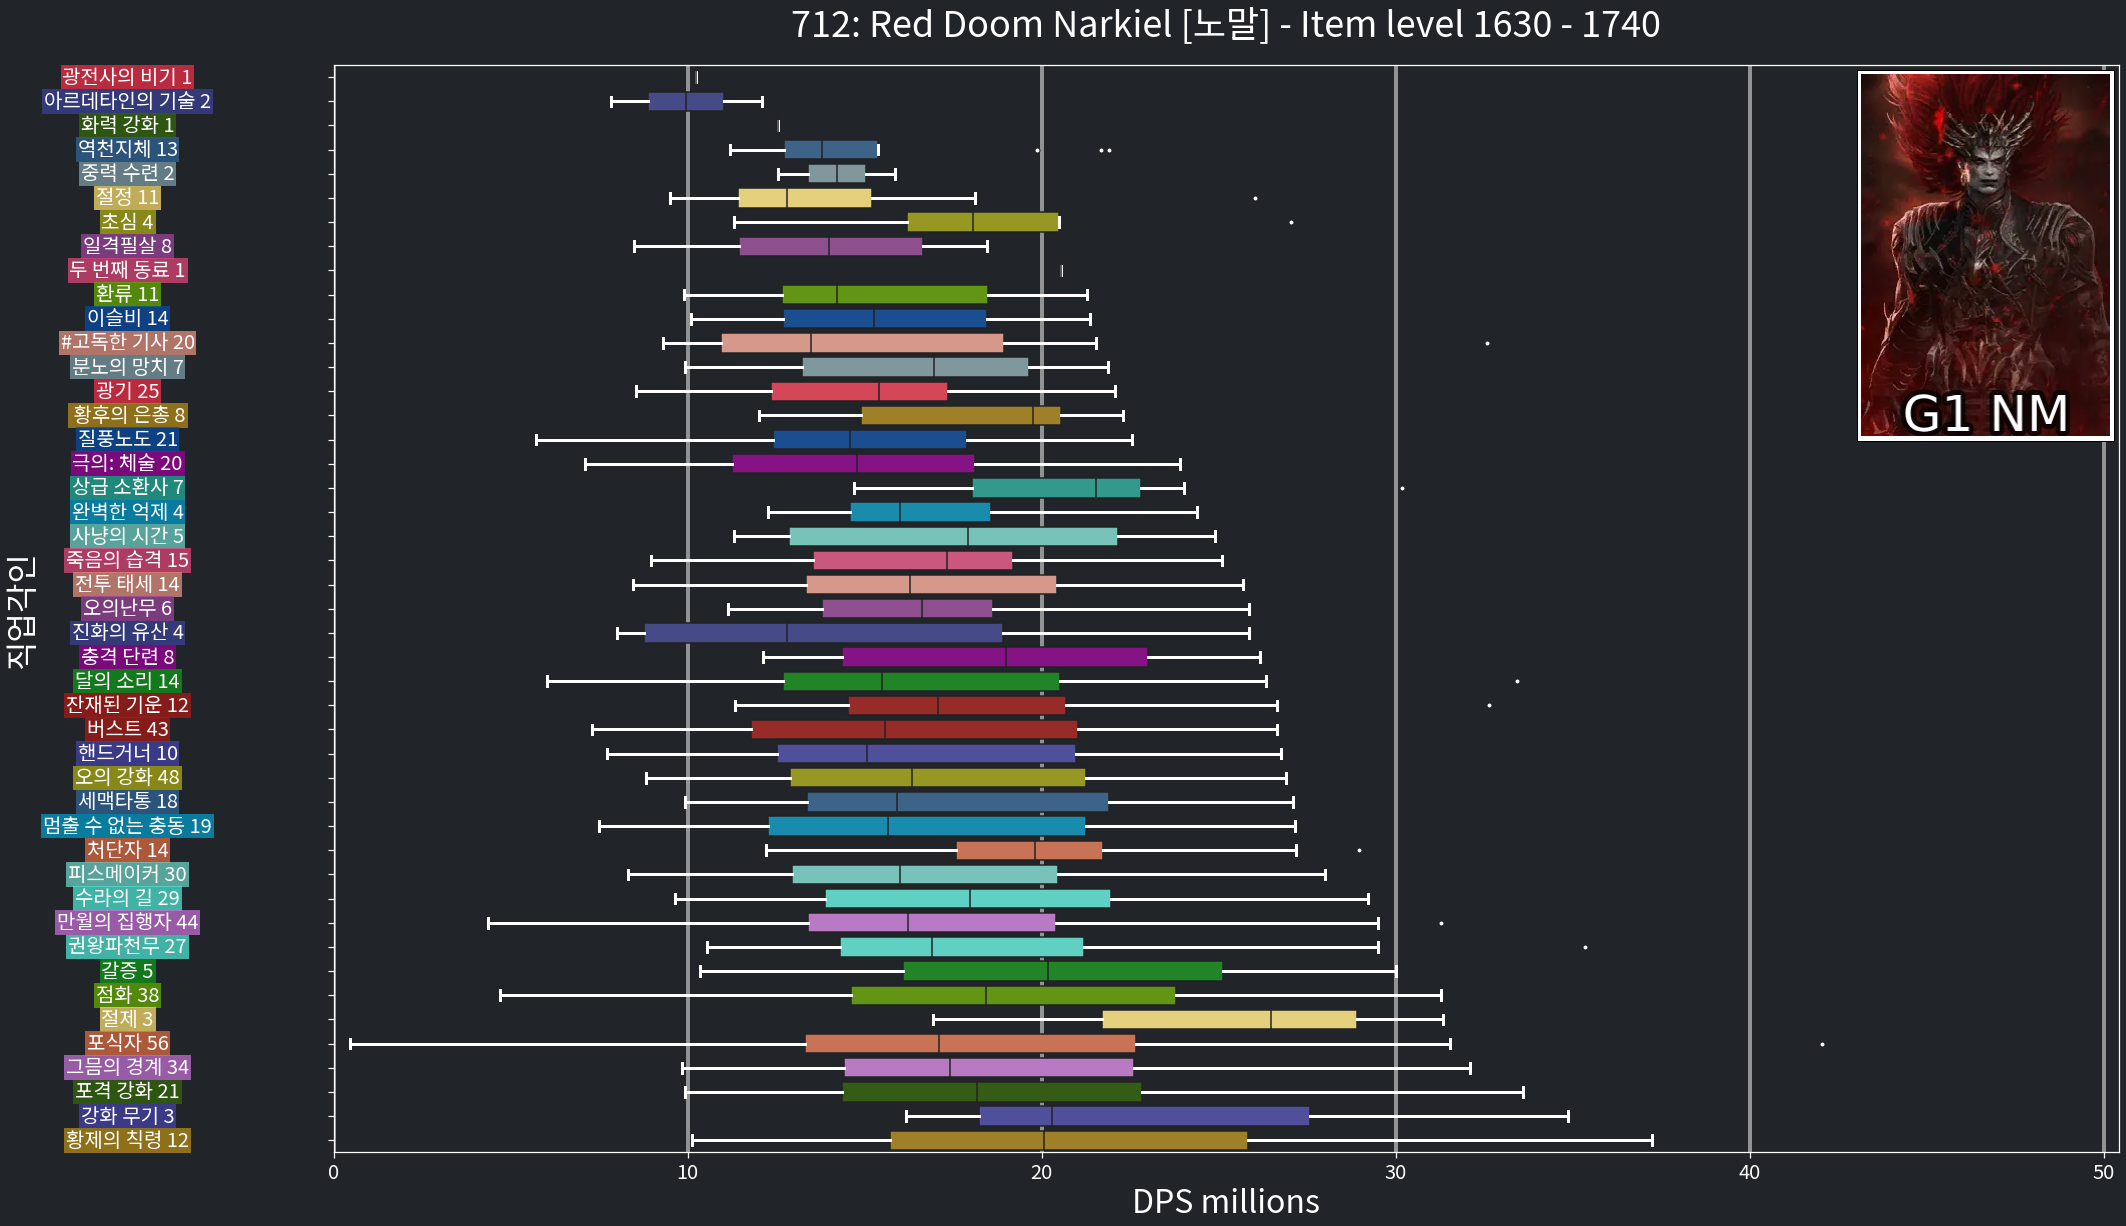 712: Red Doom Narkiel [노말] - Item level 1630 - 1740
광전사의 비기 1
아르데타인의 기술 2
화력 강화 1
역천지체 13
중력 수련 2
절정 11
초심 4
일격필살 8
두 번째 동료 1
환류 11
이슬비 14
#고독한 기사 20
분노의 망치 7
광기 25
황후의 은총 8
질풍노도 21
극의: 체술 20
상급 소환사 7
완벽한 억제 4
사냥의 시간 5
죽음의 습격 15
전투 태세 14
오의난무 6
진화의 유산 4
충격 단련 8
달의 소리 14
잔재된 기운 12
버스트 43
핸드거너 10
오의 강화 48
세맥타통 18
멈출 수 없는 충동 19
처단자 14
피스메이커 30
수라의 길 29
만월의 집행자 44
권왕파천무 27
갈증 5
점화 38
절제 3
포식자 56
그믐의 경계 34
포격 강화 21
강화 무기 3
황제의 칙령 12
직업각인
G1 NM
0 10 20 30 40 50
DPS millions